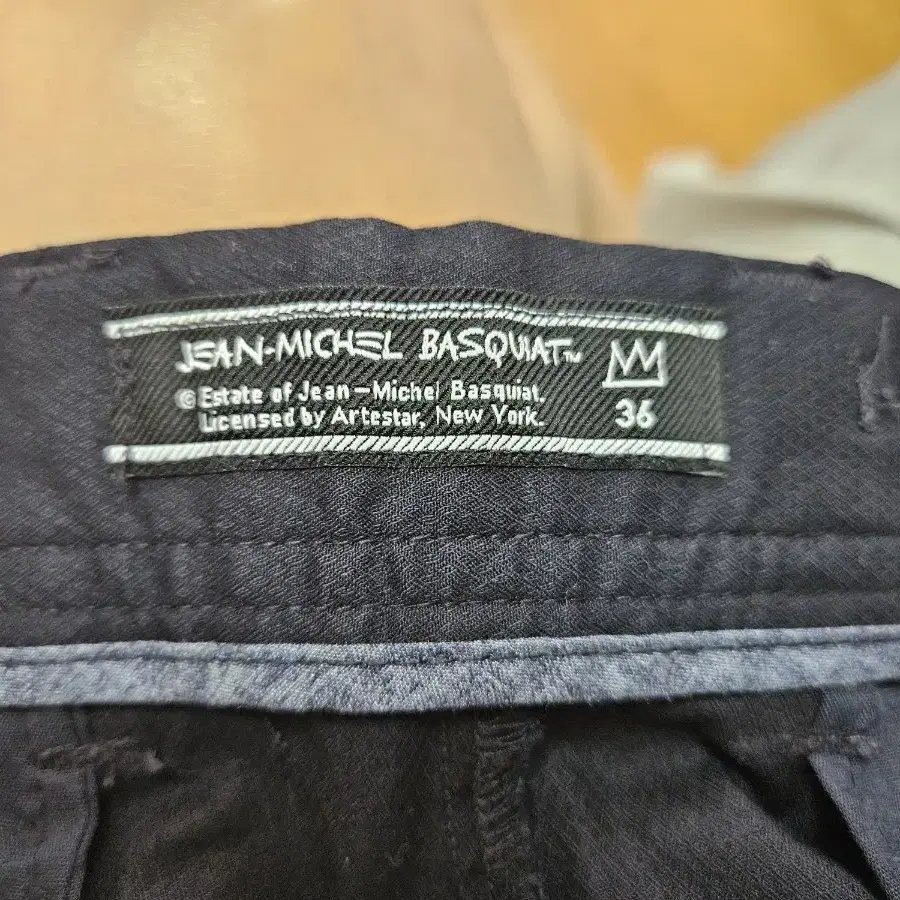 JEAN-MICHEL BASQUIAT™
© Estate of Jean-Michel Basquiat.
Licensed by Artestar, New York.
36